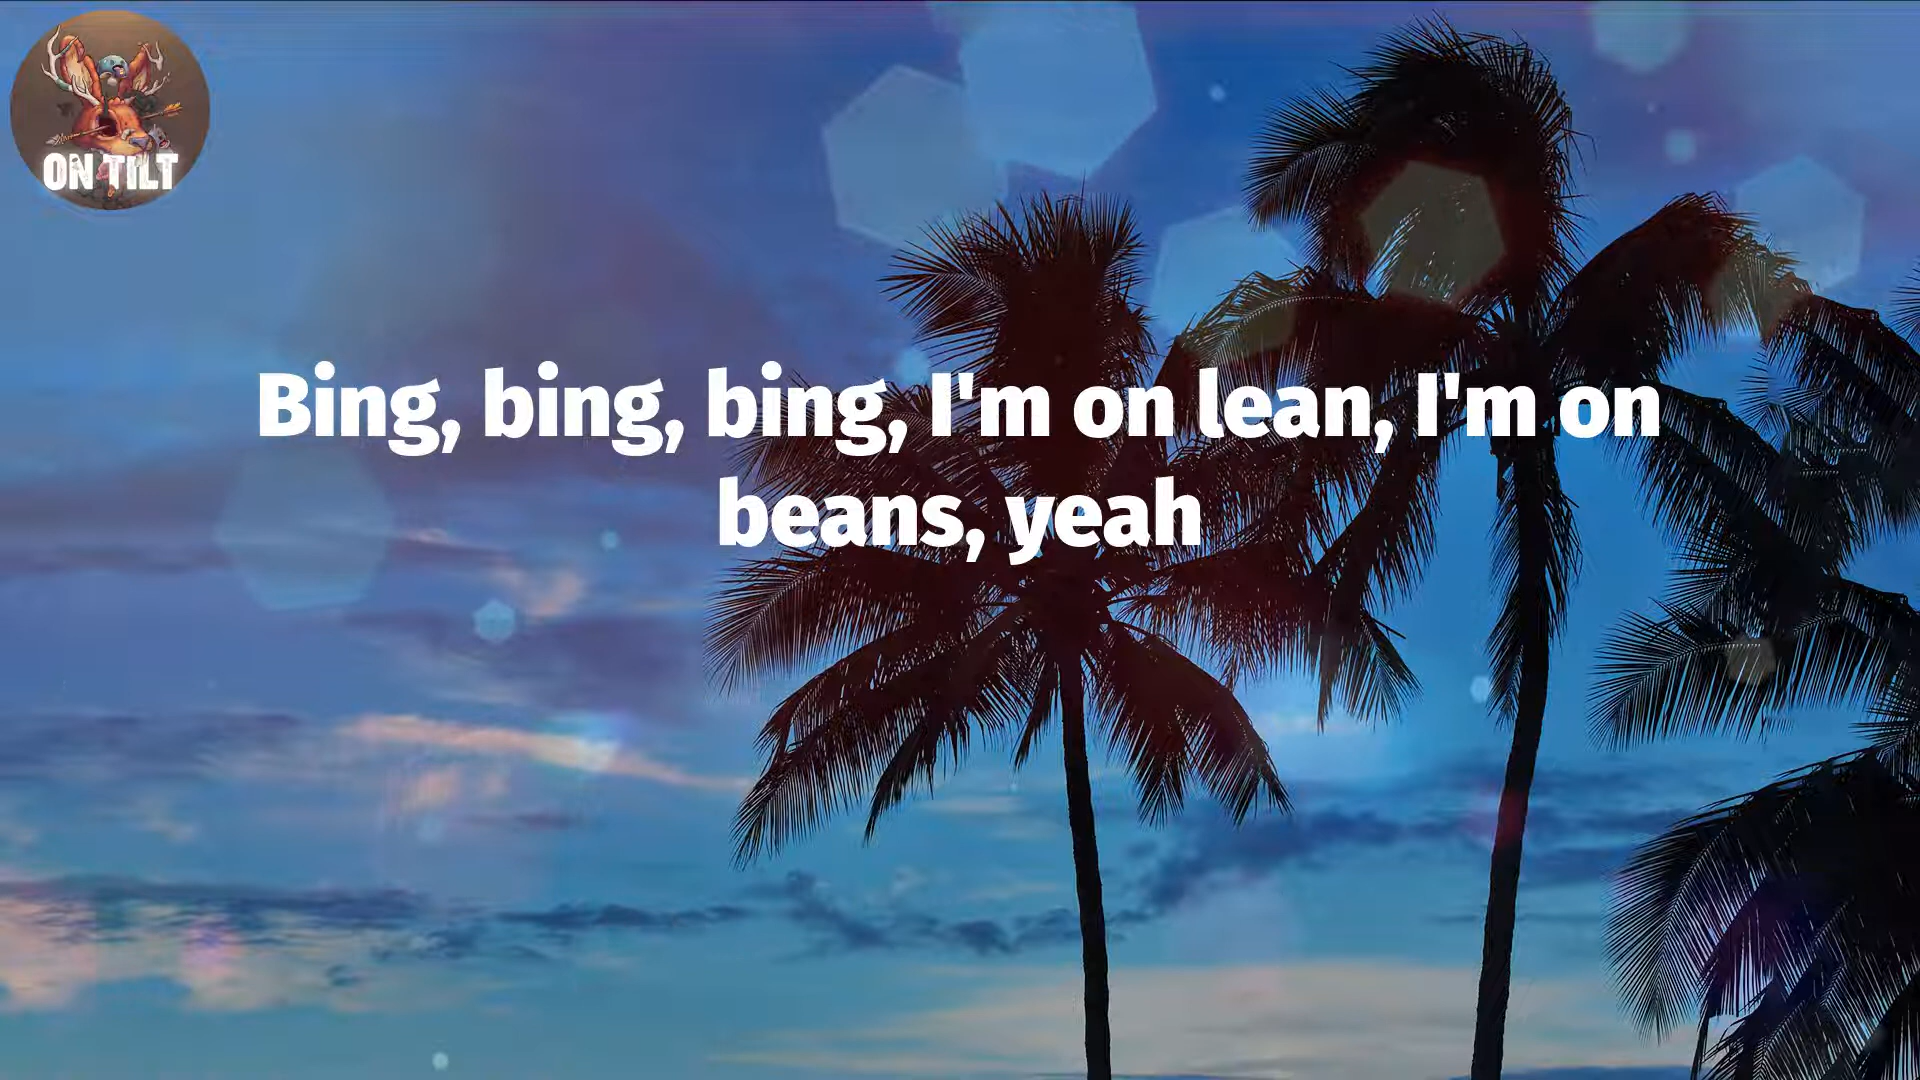 ON TILT
Bing, bing, bing, I'm on lean, I'm on
beans, yeah